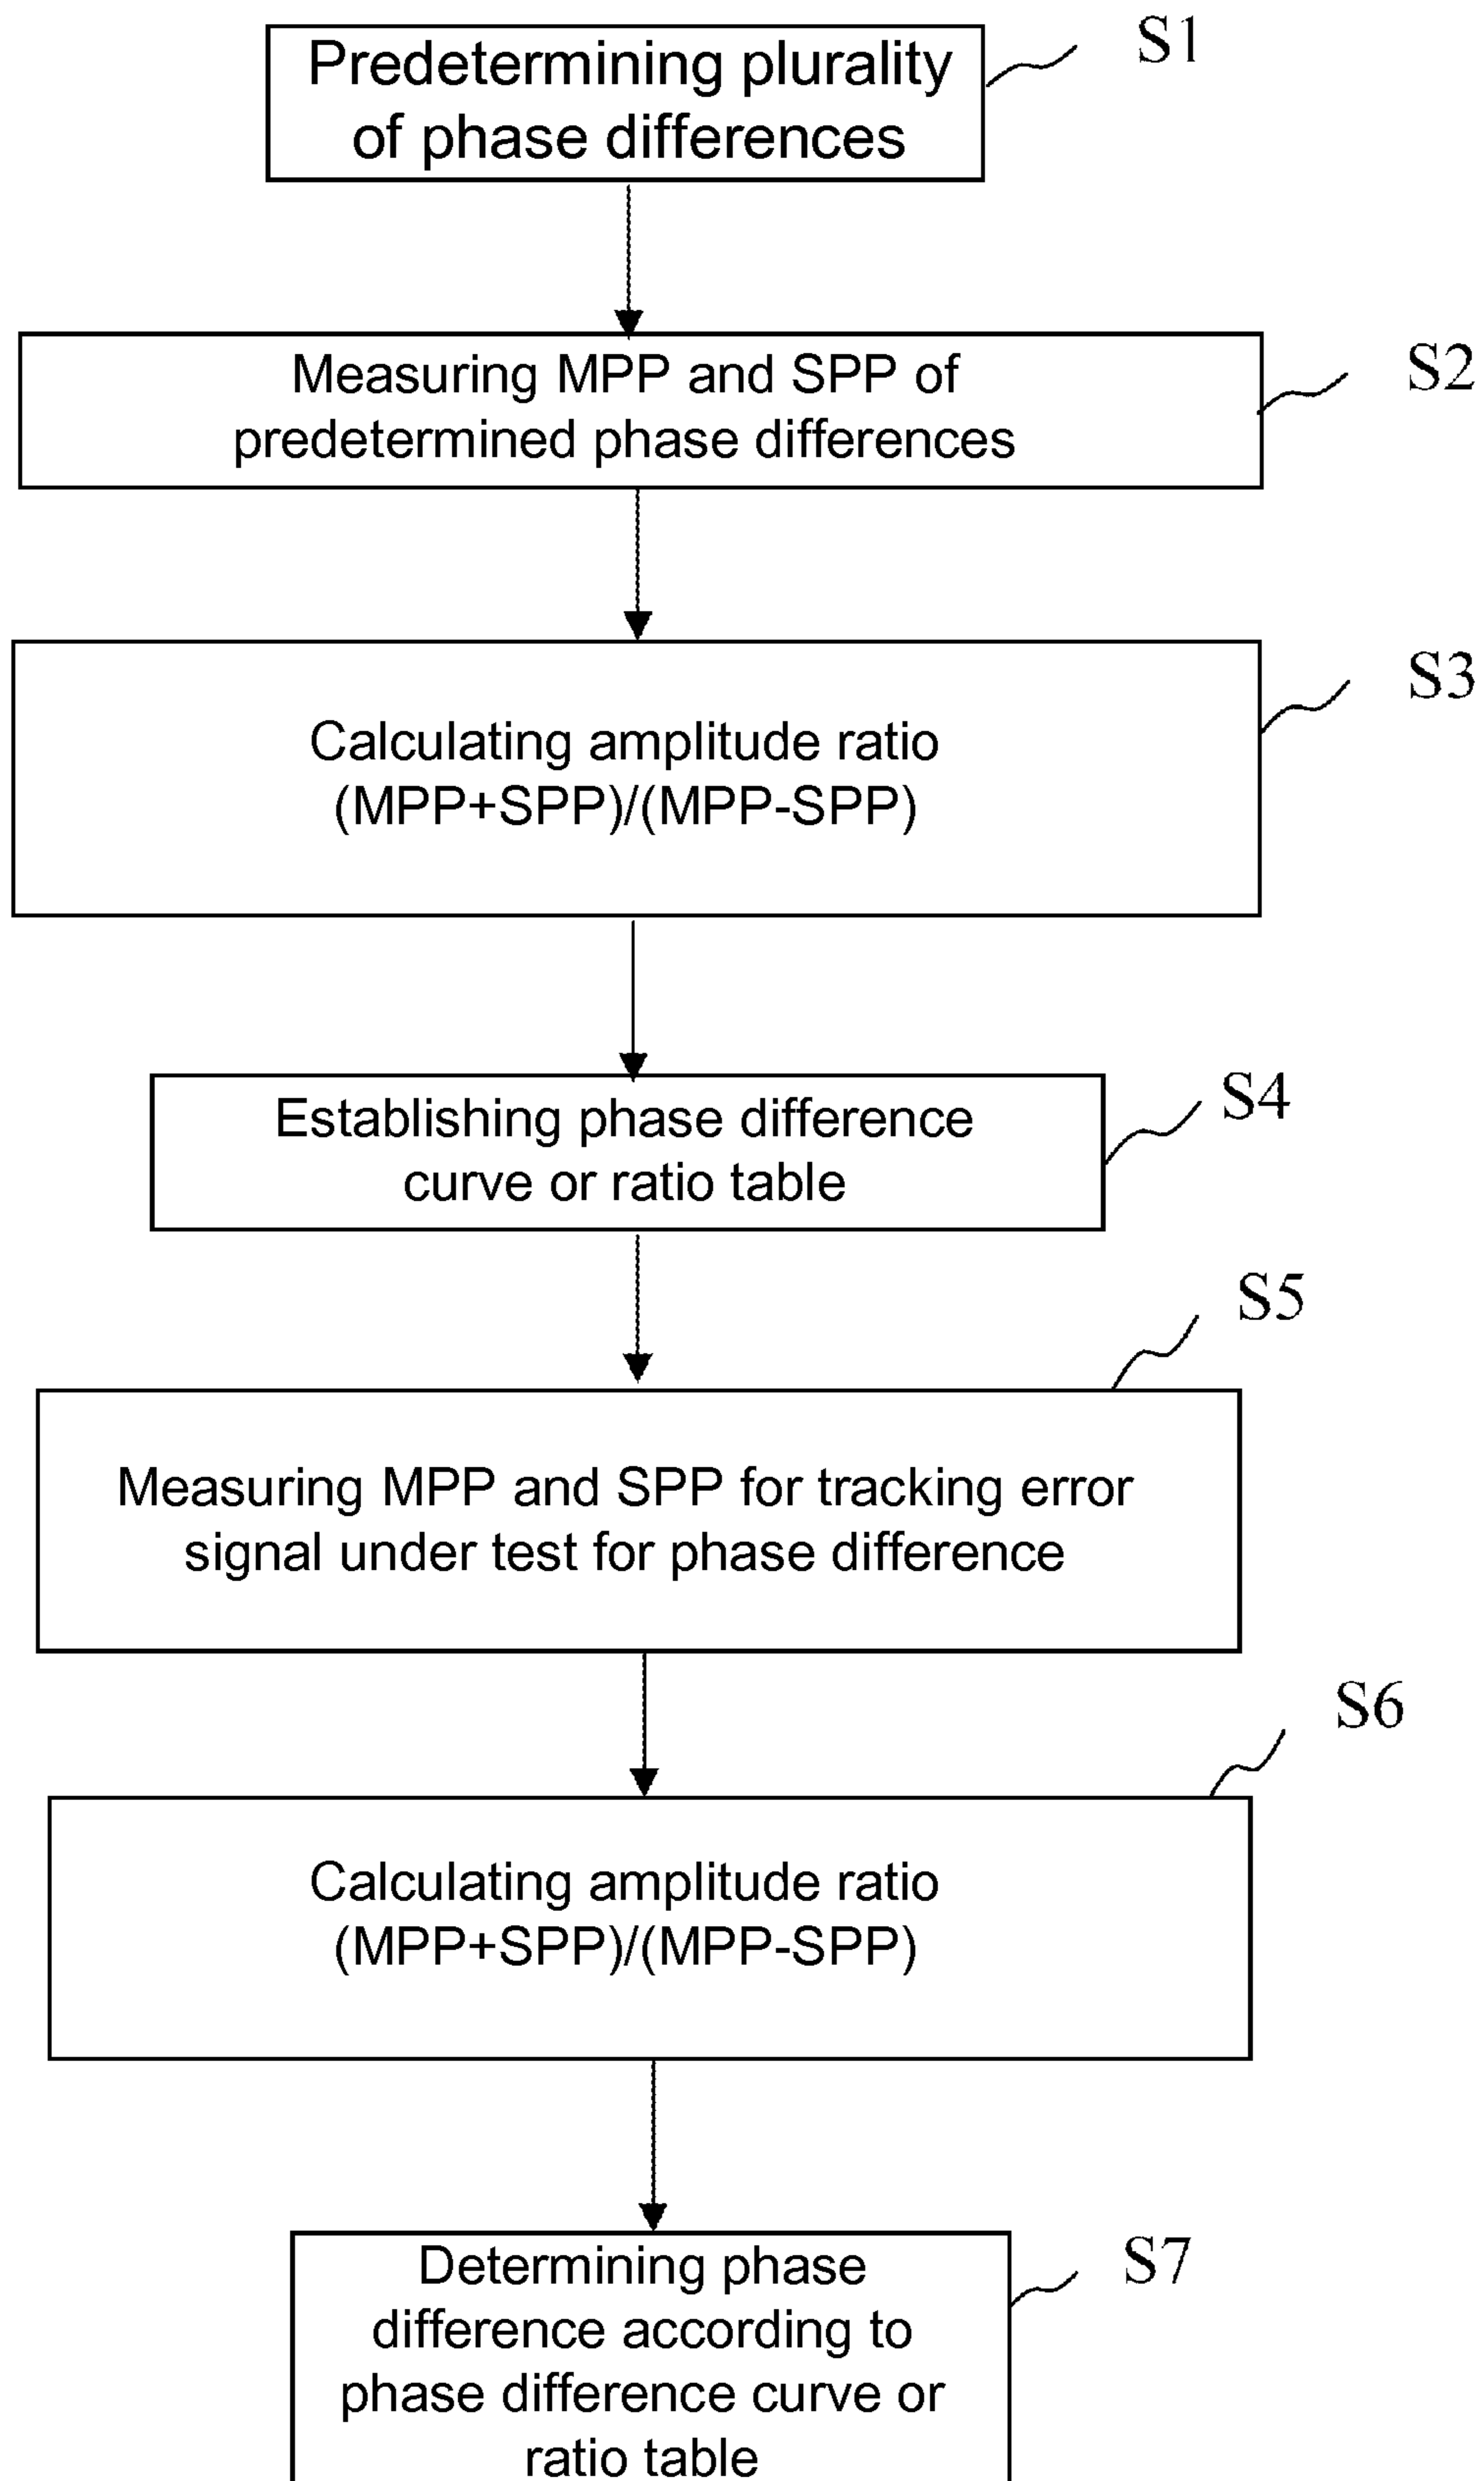 Predetermining plurality
of phase differences
S1
Measuring MPP and SPP of
predetermined phase differences
S2
Calculating amplitude ratio
(MPP+SPP)/(MPP-SPP)
S3
Establishing phase difference
curve or ratio table
S4
S5
Measuring MPP and SPP for tracking error
signal under test for phase difference
S6
Calculating amplitude ratio
(MPP+SPP)/(MPP-SPP)
Determining phase
difference according to
phase difference curve or
ratio table
S7